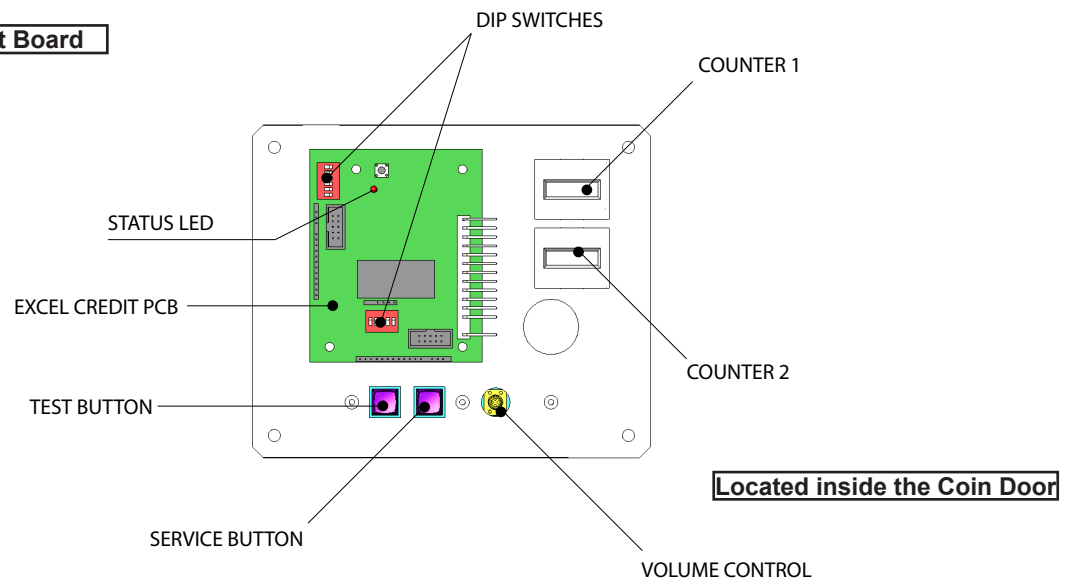 DIP SWITCHES
t Board
COUNTER 1
STATUS LED
EXCEL CREDIT PCB
COUNTER 2
TEST BUTTON
Located inside the Coin Door
SERVICE BUTTON
VOLUME CONTROL